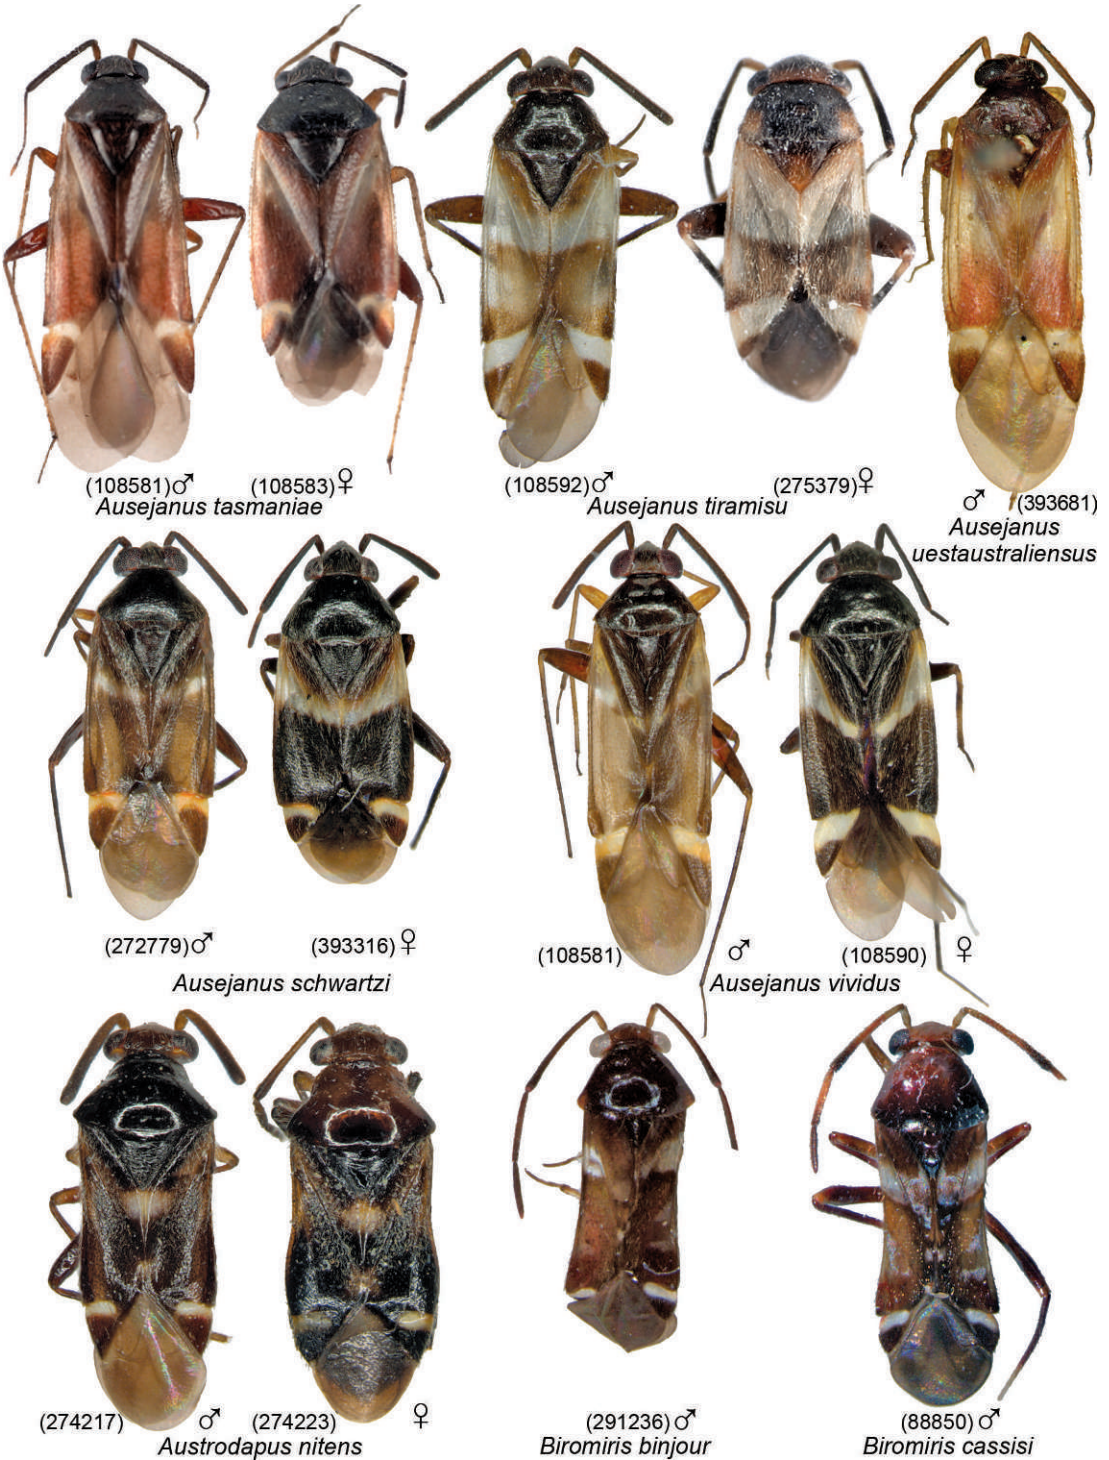 (108581)♂ (108583)♀ (108592)♂ (275379)♀ ♂ (393681)
Ausejanus tasmaniae Ausejanus tiramisu Ausejanus
uestaustraliensus
(272779)♂ (393316)♀ (108581) ♂ (108590) ♀
Ausejanus schwartzi Ausejanus vividus
(274217) ♂ (274223) ♀ (291236)♂ (88850)♂
Austrodapus nitens Biromiris binjour Biromiris cassisi